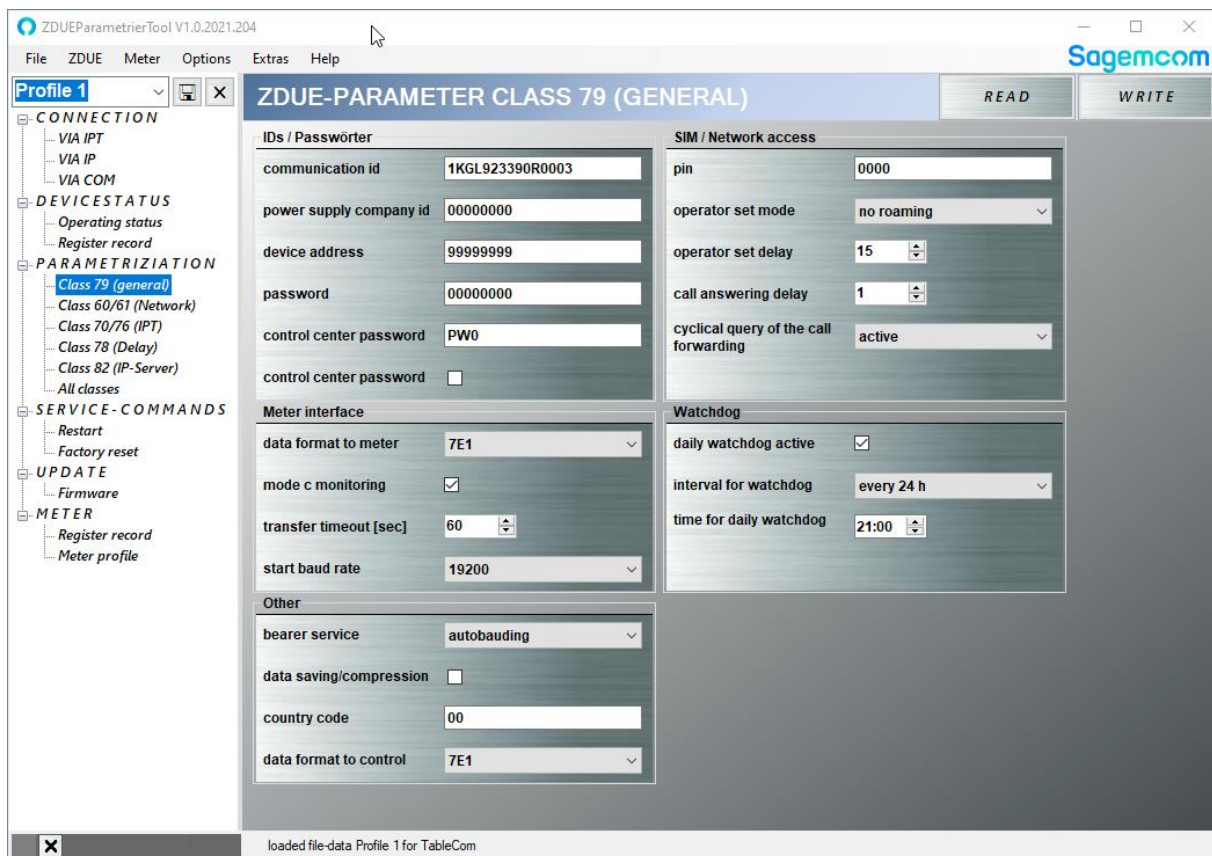 ZDUEParametrierTool V1.0.2021.204
File ZDUE Meter Options Extras Help
Sagemcom
Profile 1
CONNECTION
VIA IPT
VIA IP
VIA COM
DEVICESTATUS
Operating status
Register record
PARAMETRIZIATION
Class 79 (general)
Class 60/61 (Network)
Class 70/76 (IPT)
Class 78 (Delay)
Class 82 (IP-Server)
All classes
SERVICE-COMMANDS
Restart
Factory reset
UPDATE
Firmware
METER
Register record
Meter profile
ZDUE-PARAMETER CLASS 79 (GENERAL)
READ
WRITE
IDs / Passwörter
communication id 1KGL923390R0003
power supply company id 00000000
device address 99999999
password 00000000
control center password PW0
control center password
SIM / Network access
pin 0000
operator set mode no roaming
operator set delay 15
call answering delay 1
cyclical query of the call
forwarding active
Meter interface
data format to meter 7E1
mode c monitoring
transfer timeout [sec] 60
start baud rate 19200
Watchdog
daily watchdog active
interval for watchdog every 24 h
time for daily watchdog 21:00
Other
bearer service autobauding
data saving/compression
country code 00
data format to control 7E1
loaded file-data Profile 1 for TableCom